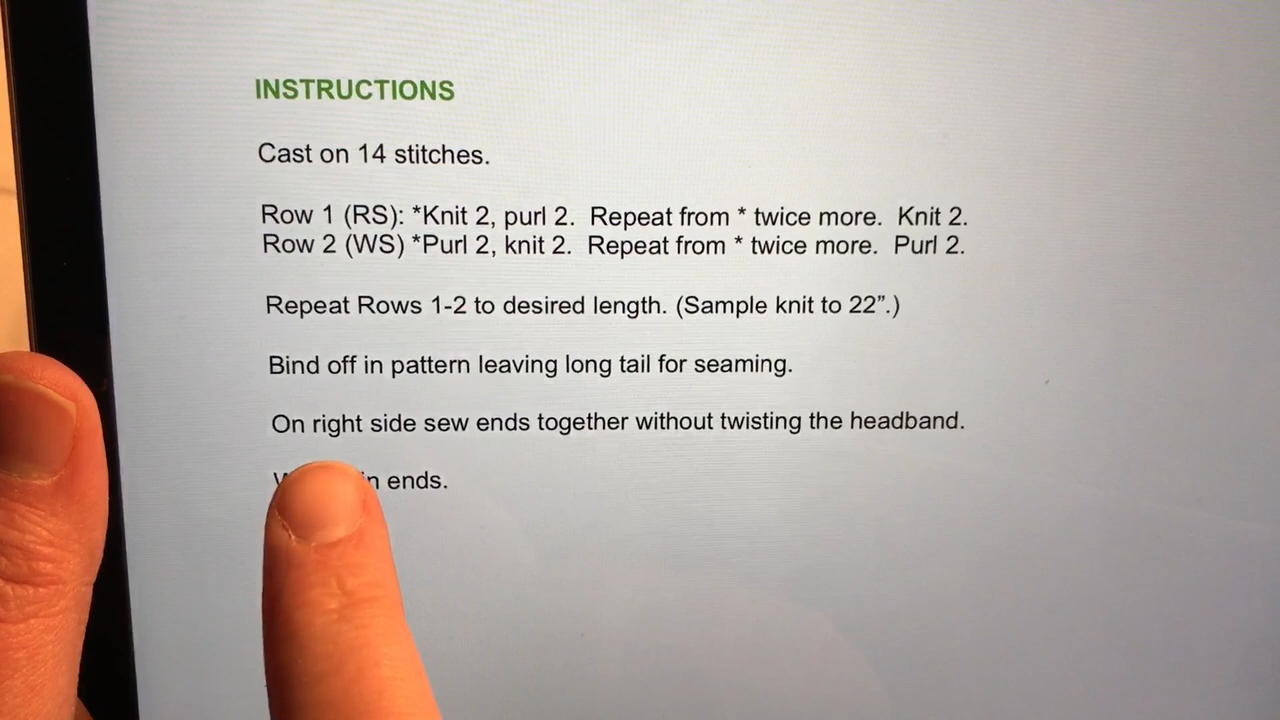 INSTRUCTIONS
Cast on 14 stitches.
Row 1 (RS): *Knit 2, purl 2.  Repeat from * twice more.  Knit 2.
Row 2 (WS) *Purl 2, knit 2.  Repeat from * twice more.  Purl 2.
Repeat Rows 1-2 to desired length. (Sample knit to 22”.)
Bind off in pattern leaving long tail for seaming.
On right side sew ends together without twisting the headband.
ends.